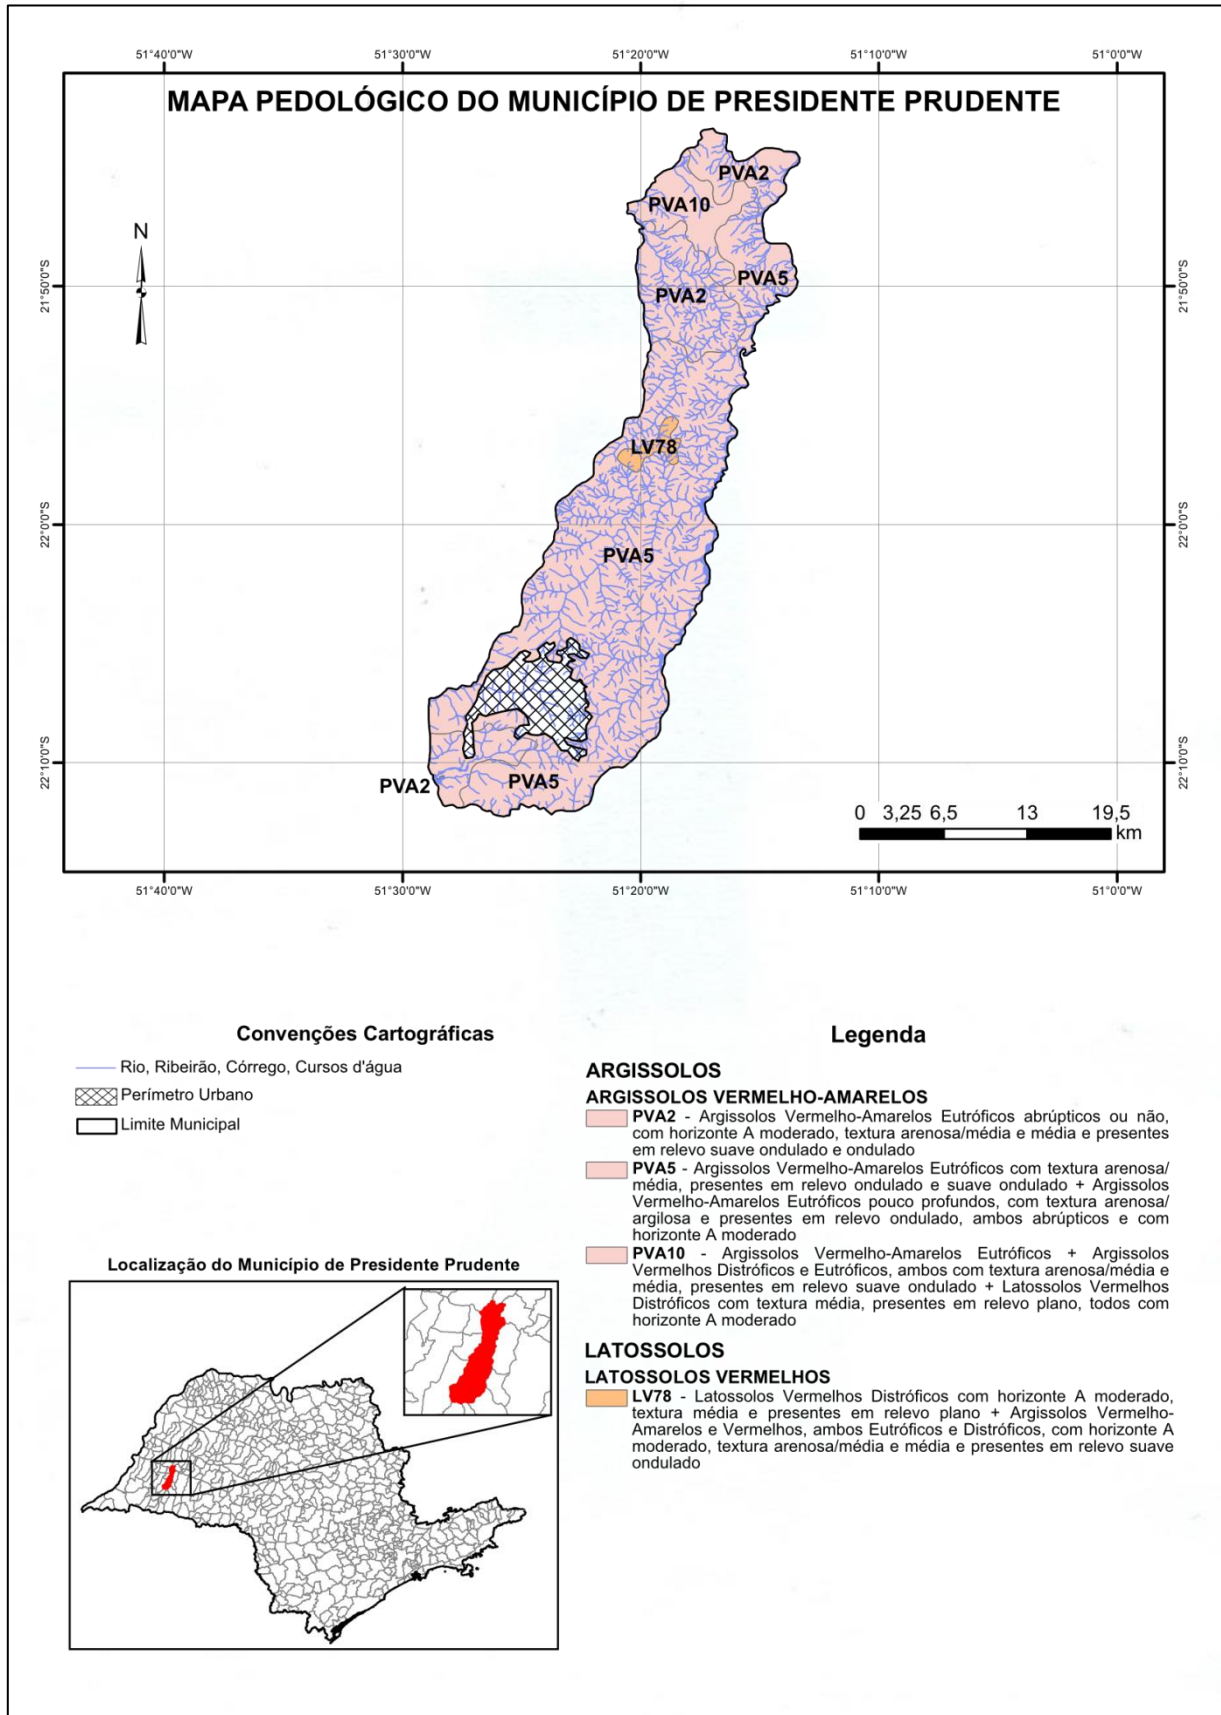 51°40'0"W 51°30'0"W 51°20'0"W 51°10'0"W 51°0'0"W
MAPA PEDOLÓGICO DO MUNICÍPIO DE PRESIDENTE PRUDENTE
PVA2
PVA10
N
PVA5
PVA2
21°50'0"S 21°50'0"S
LV78
22°0'0"S 22°0'0"S
PVA5
22°10'0"S 22°10'0"S
PVA2
PVA5
0 3,25 6,5 13 19,5
km
51°40'0"W 51°30'0"W 51°20'0"W 51°10'0"W 51°0'0"W
Convenções Cartográficas
Rio, Ribeirão, Córrego, Cursos d'água
Perímetro Urbano
Limite Municipal
Localização do Município de Presidente Prudente
Legenda
ARGISSOLOS
ARGISSOLOS VERMELHO-AMARELOS
PVA2 - Argissolos Vermelho-Amarelos Eutróficos abrúpticos ou não,
com horizonte A moderado, textura arenosa/média e média e presentes
em relevo suave ondulado e ondulado
PVA5 - Argissolos Vermelho-Amarelos Eutróficos com textura arenosa/
média, presentes em relevo ondulado e suave ondulado + Argissolos
Vermelho-Amarelos Eutróficos pouco profundos, com textura arenosa/
argilosa e presentes em relevo ondulado, ambos abrúpticos e com
horizonte A moderado
PVA10 - Argissolos Vermelho-Amarelos Eutróficos + Argissolos
Vermelhos Distróficos e Eutróficos, ambos com textura arenosa/média e
média, presentes em relevo suave ondulado + Latossolos Vermelhos
Distróficos com textura média, presentes em relevo plano, todos com
horizonte A moderado
LATOSSOLOS
LATOSSOLOS VERMELHOS
LV78 - Latossolos Vermelhos Distróficos com horizonte A moderado,
textura média e presentes em relevo plano + Argissolos Vermelho-
Amarelos e Vermelhos, ambos Eutróficos e Distróficos, com horizonte A
moderado, textura arenosa/média e média e presentes em relevo suave
ondulado